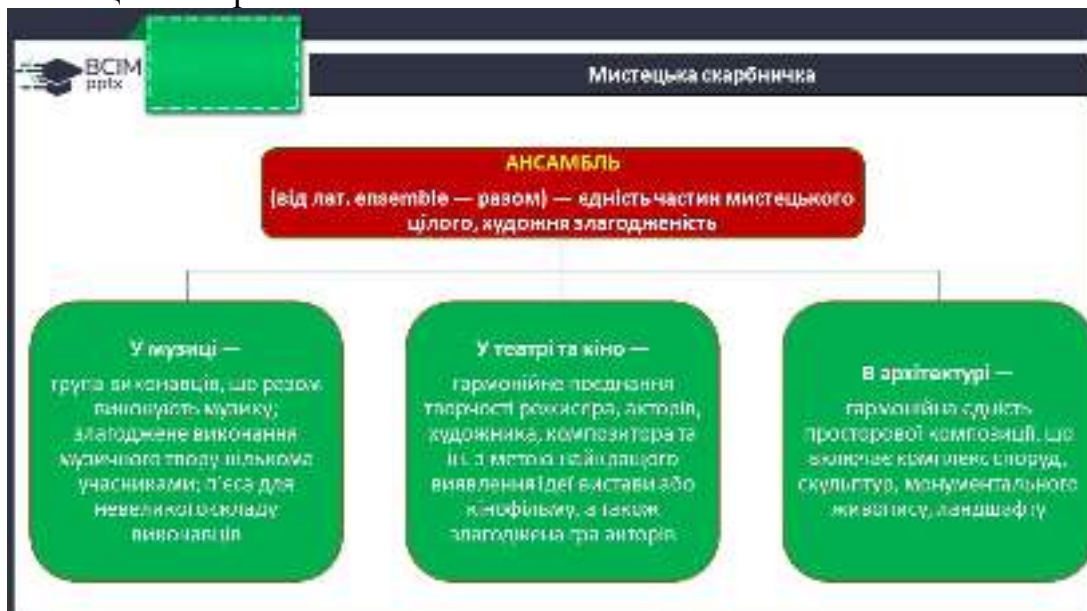 ВСІМ
pptx
Мистецька скарбничка
АНСАМБЛЬ
(від лат. ensemble — разом) — єдність частин мистецького
цілого, художня злагодженість
У музиці —
група виконавців, що разом
виконують музику;
злагоджене виконання
музичного твору кількома
учасниками; п'єса для
невеликого складу
виконавців
У театрі та кіно —
гармонійне поєднання
творчості режисера, акторів,
художника, композитора та
ін. з метою найкращого
виявлення ідеї вистави або
кінофільму, а також
злагоджена гра акторів
В архітектурі —
гармонійна єдність
просторової композиції, що
включає комплекс споруд,
скульптур, монументального
живопису, ландшафту